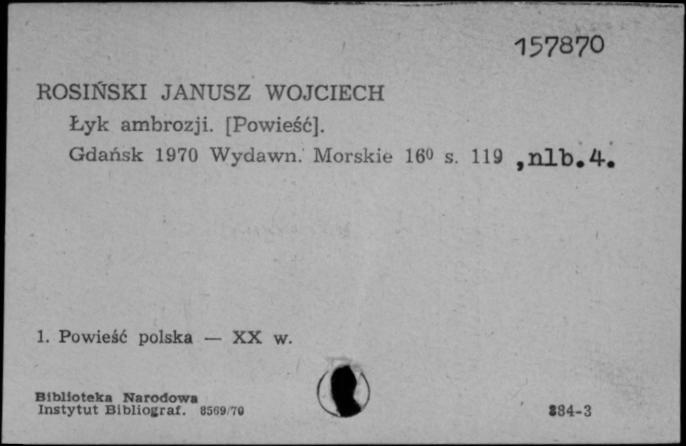 157870
ROSIŃSKI JANUSZ WOJCIECH
Łyk ambrozji. [Powieść].
Gdańsk 1970 Wydawn. Morskie 16⁰ s. 119 ,nlb.4.
1. Powieść polska — XX w.
Biblioteka Narodowa
Instytut Bibliograf. 8569/70
884-3